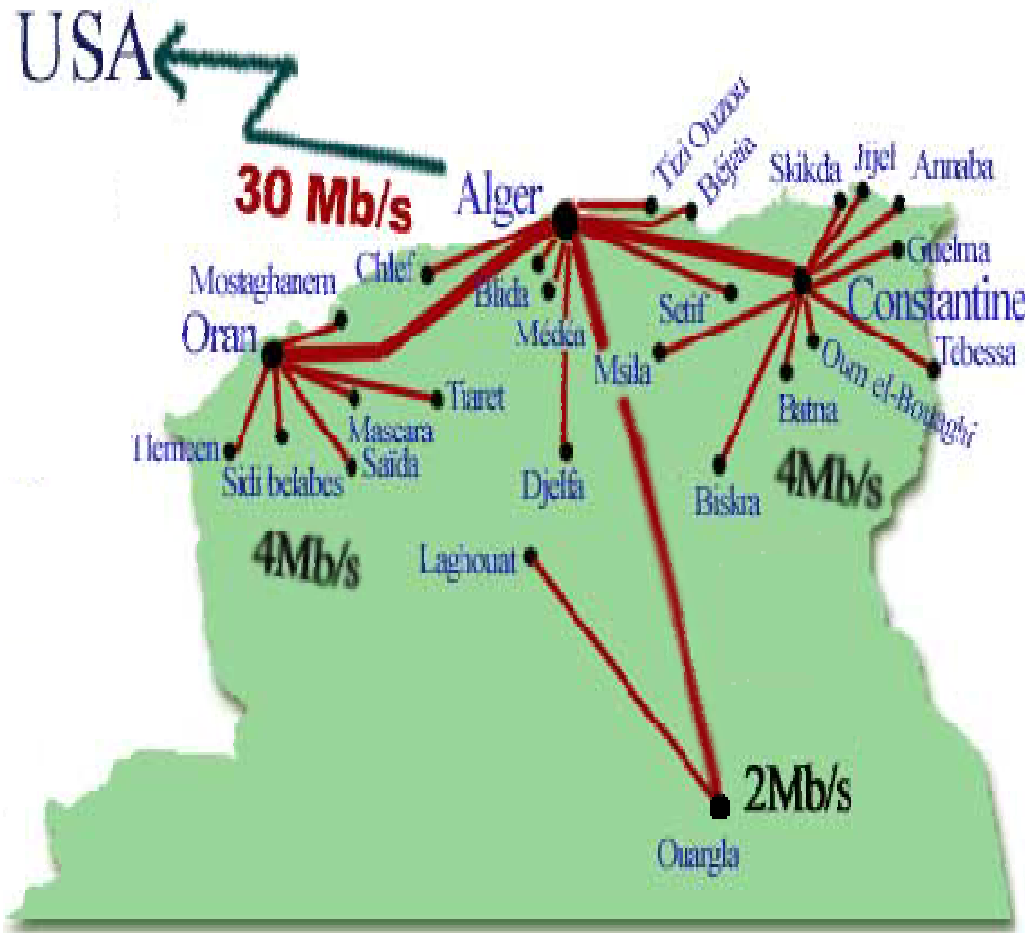 USA
30 Mb/s
Alger
Tizi Ouzou
Béjaïa
Skikda
Jijel
Annaba
Guelma
Constantine
Tebessa
Oum el-Bouaghi
Batna
4Mb/s
Biskra
Setif
Msila
Médéa
Blida
Chlef
Mostaghanem
Oran
Tiaret
Mascara
Saïda
Sidi belabes
Tlemcen
4Mb/s
Djelfa
Laghouat
2Mb/s
Ouargla